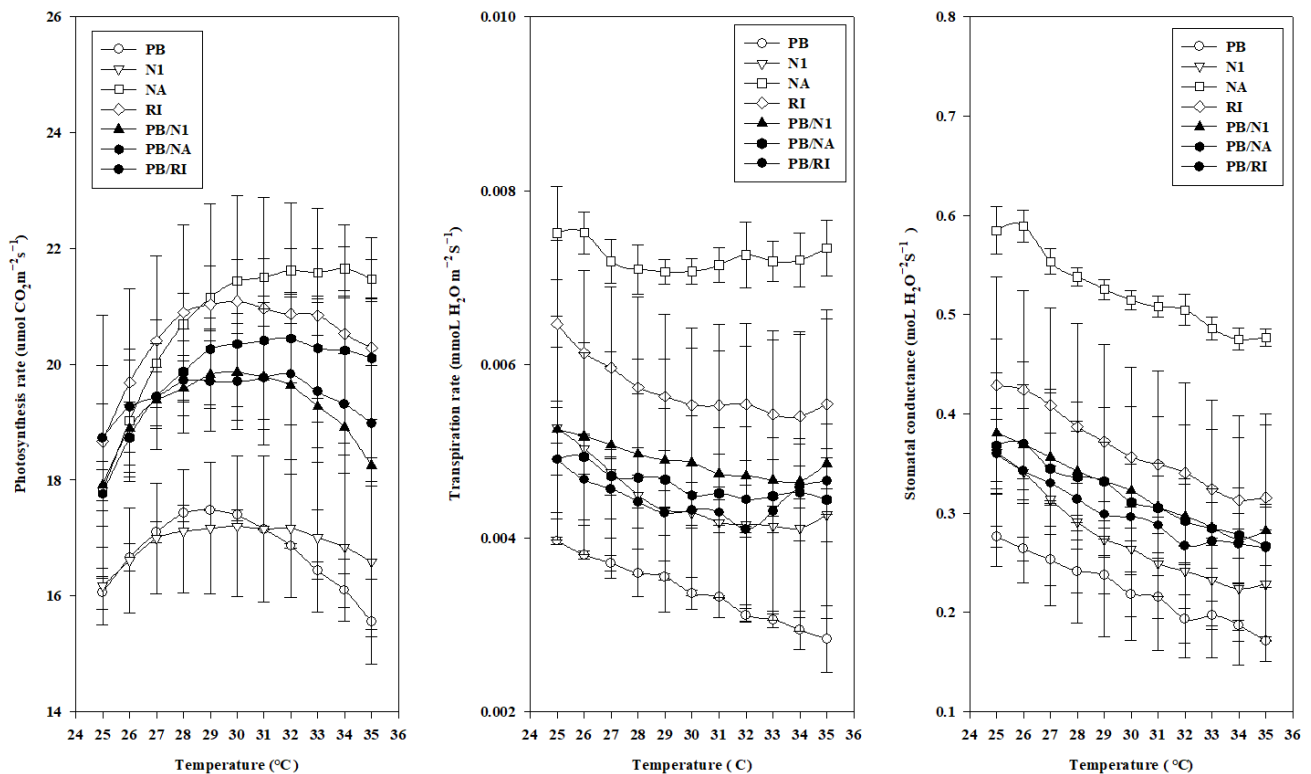 26
24
22
20
18
16
14
Photosynthesis rate (nmol CO₂m⁻²s⁻¹)
PB
N1
NA
RI
PB/N1
PB/NA
PB/RI
24 25 26 27 28 29 30 31 32 33 34 35 36
Temperature (°C)
0.010
0.008
0.006
0.004
0.002
Transpiration rate (mmoL H₂O m⁻²S⁻¹)
PB
N1
NA
RI
PB/N1
PB/NA
PB/RI
24 25 26 27 28 29 30 31 32 33 34 35 36
Temperature ( C)
0.8
0.7
0.6
0.5
0.4
0.3
0.2
0.1
Stomatal conductance (moL H₂O⁻²S⁻¹)
PB
N1
NA
RI
PB/N1
PB/NA
PB/RI
24 25 26 27 28 29 30 31 32 33 34 35 36
Temperature ( °C)